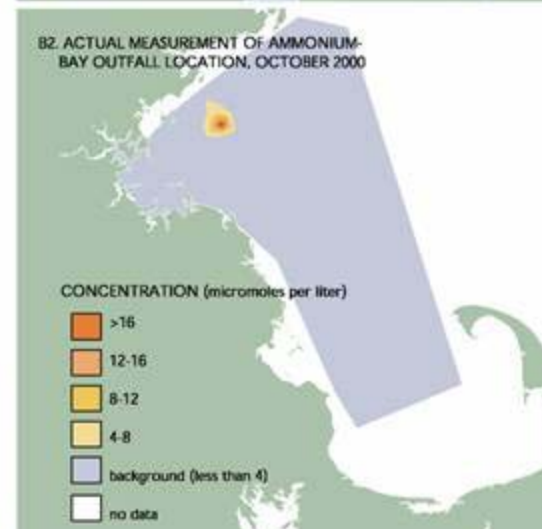 B2. ACTUAL MEASUREMENT OF AMMONIUM-
BAY OUTFALL LOCATION, OCTOBER 2000
CONCENTRATION (micromoles per liter)
>16
12-16
8-12
4-8
background (less than 4)
no data